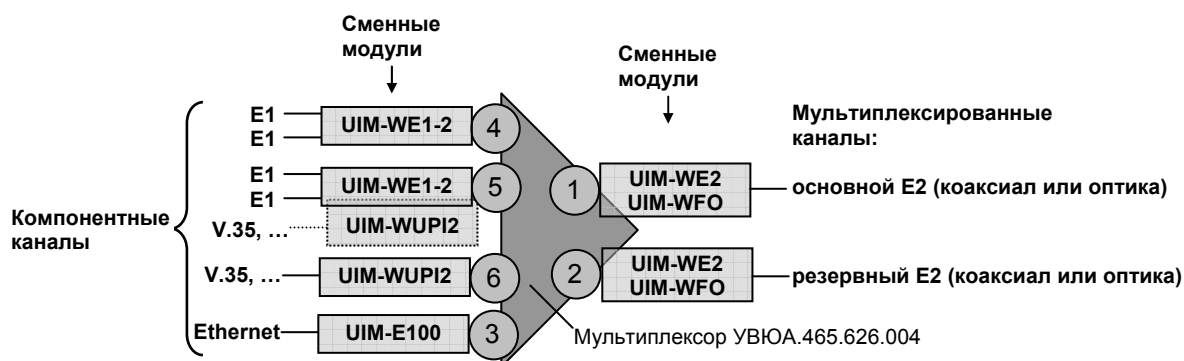 Сменные
модули
Сменные
модули
Мультиплексированные
каналы:
Компонентные
каналы
E1
E1
UIM-WE1-2
4
E1
E1
UIM-WE1-2
5
V.35, ...
UIM-WUPI2
V.35, ...
UIM-WUPI2
6
Ethernet
UIM-E100
3
1
UIM-WE2
UIM-WFO
основной E2 (коаксиал или оптика)
2
UIM-WE2
UIM-WFO
резервный E2 (коаксиал или оптика)
Мультиплексор УВЮА.465.626.004